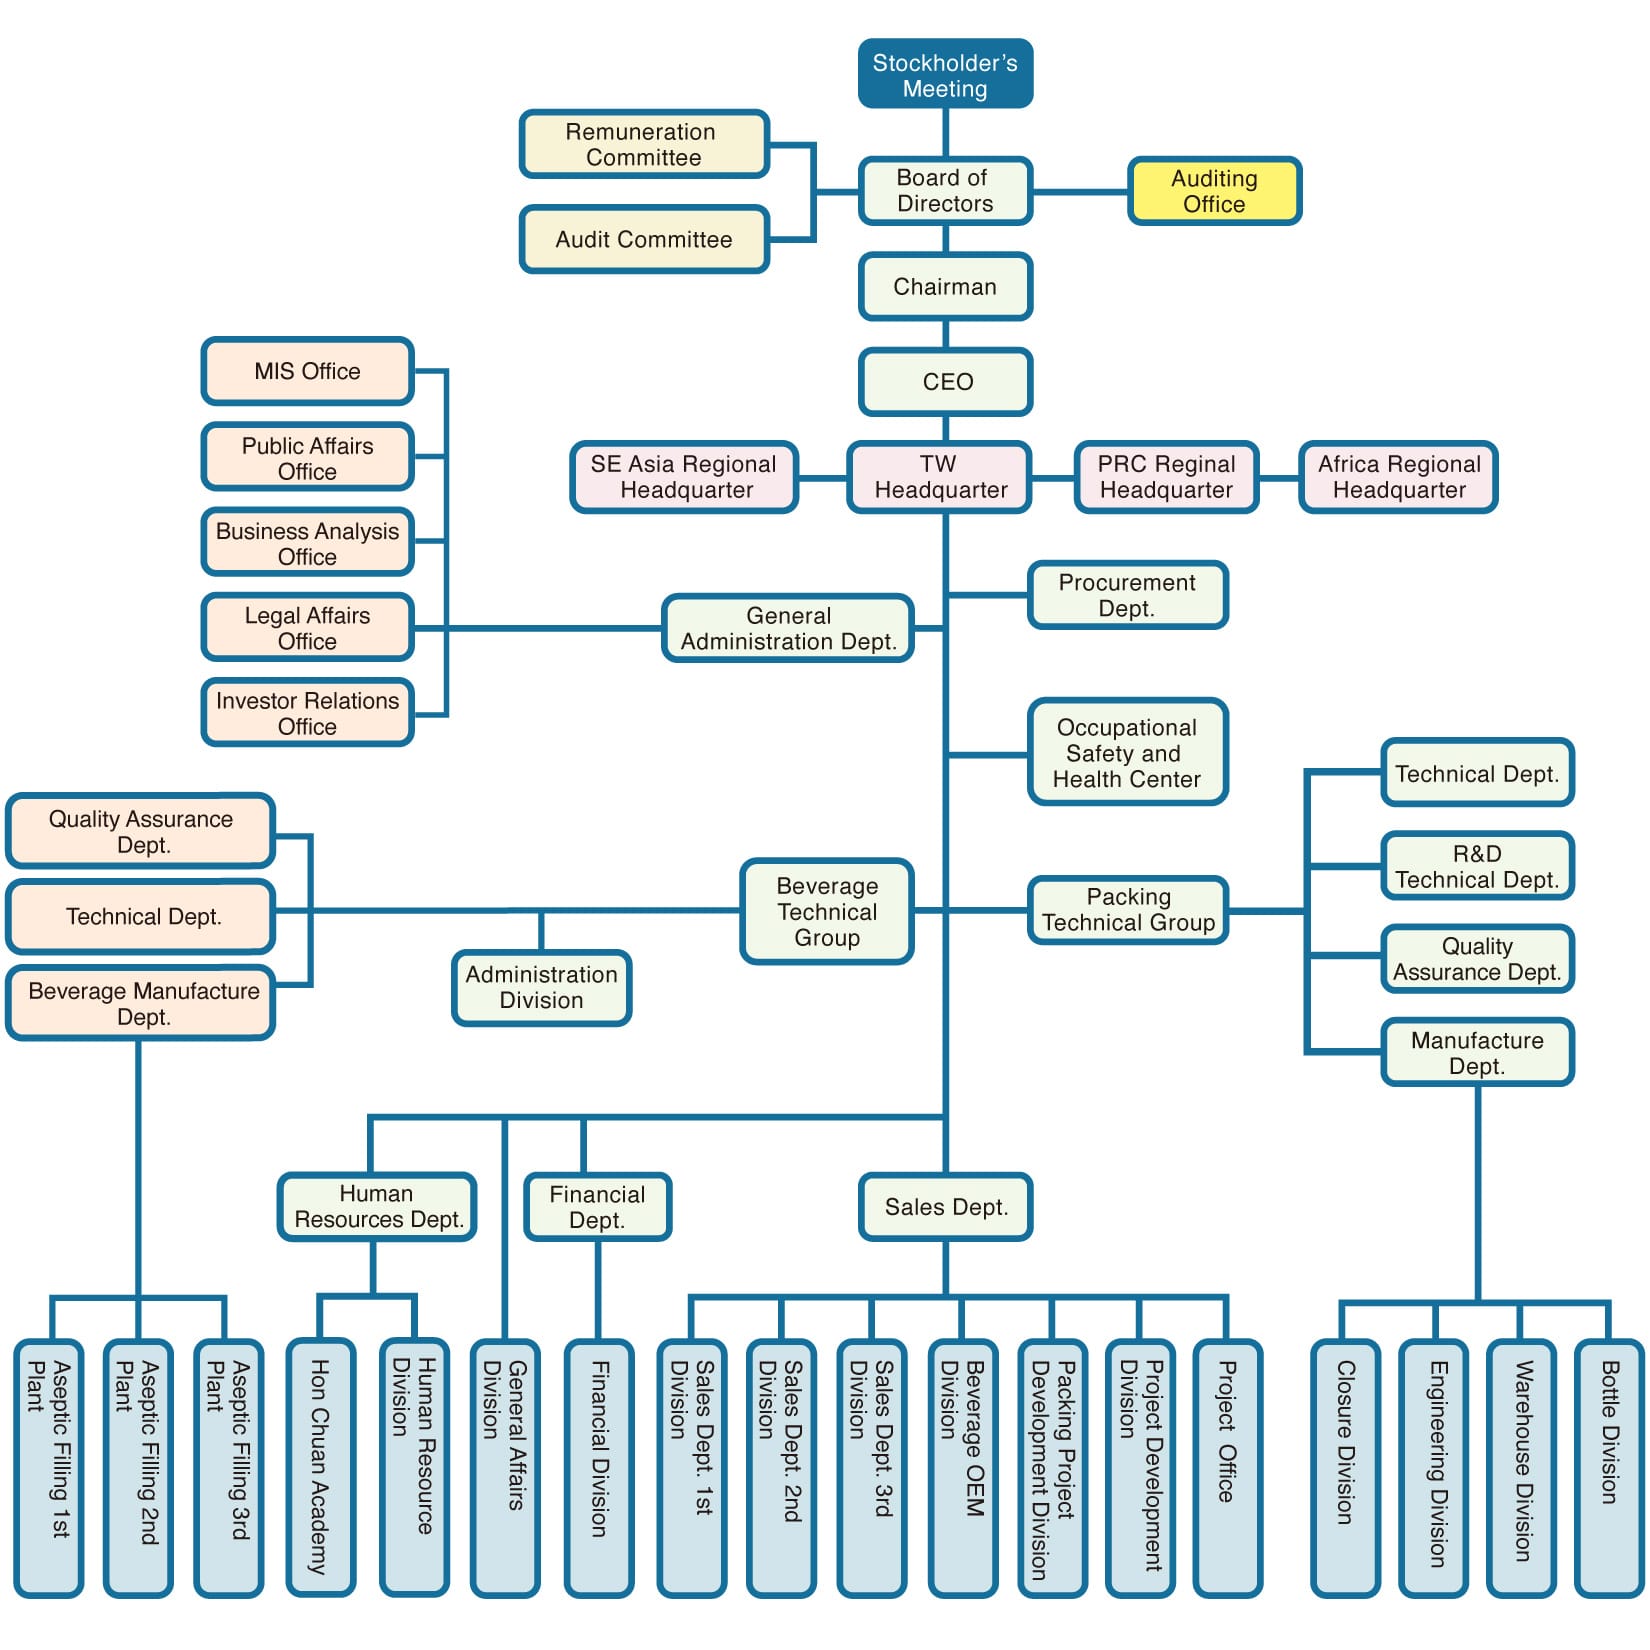 Stockholder’s
Meeting
Remuneration
Committee
Board of
Directors
Auditing
Office
Audit Committee
Chairman
MIS Office
CEO
Public Affairs
Office
SE Asia Regional
Headquarter
TW
Headquarter
PRC Reginal
Headquarter
Africa Regional
Headquarter
Business Analysis
Office
Procurement
Dept.
Legal Affairs
Office
General
Administration Dept.
Investor Relations
Office
Occupational
Safety and
Health Center
Technical Dept.
Quality Assurance
Dept.
R&D
Technical Dept.
Beverage
Technical
Group
Packing
Technical Group
Technical Dept.
Quality
Assurance Dept.
Administration
Division
Beverage Manufacture
Dept.
Manufacture
Dept.
Human
Resources Dept.
Financial
Dept.
Sales Dept.
Aseptic Filling 1st
Plant
Aseptic Filling 2nd
Plant
Aseptic Filling 3rd
Plant
Hon Chuan Academy
Human Resource
Division
General Affairs
Division
Financial Division
Sales Dept. 1st
Division
Sales Dept. 2nd
Division
Sales Dept. 3rd
Division
Beverage OEM
Division
Packing Project
Development Division
Project Development
Division
Project Office
Closure Division
Engineering Division
Warehouse Division
Bottle Division